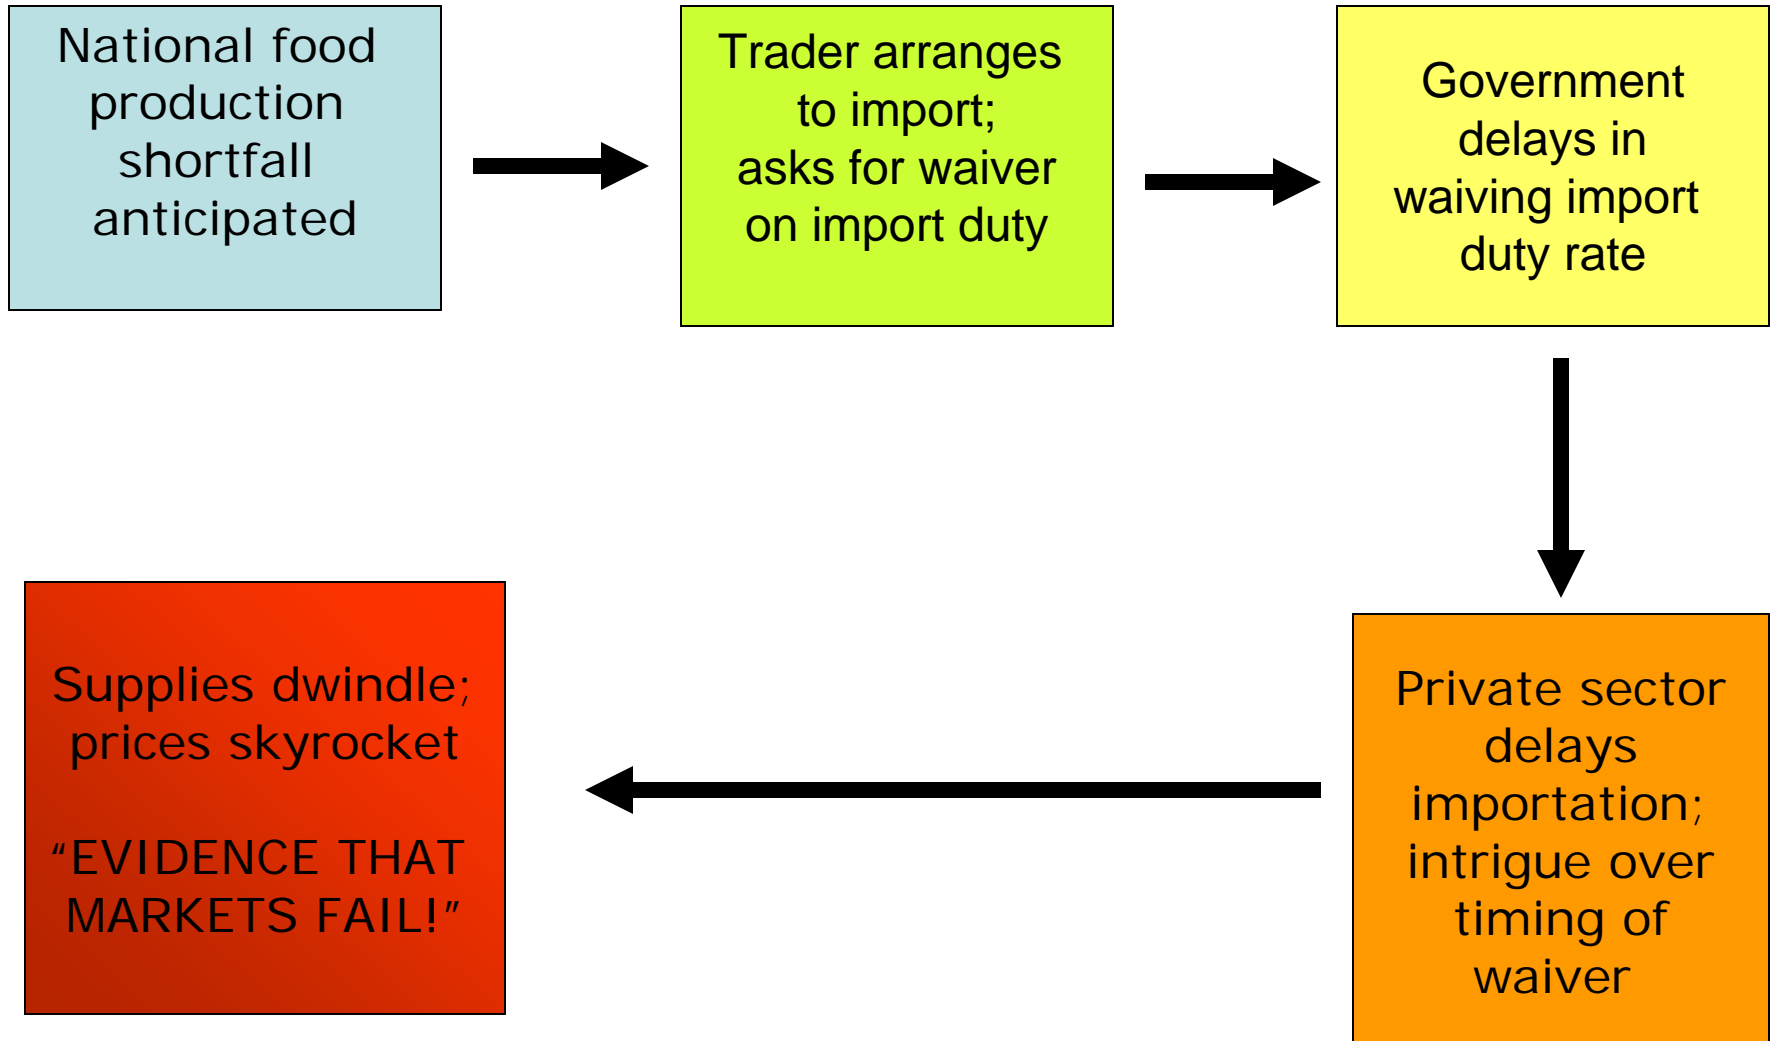 National food
production
shortfall
anticipated
Trader arranges
to import;
asks for waiver
on import duty
Government
delays in
waiving import
duty rate
Private sector
delays
importation;
intrigue over
timing of
waiver
Supplies dwindle;
prices skyrocket
“EVIDENCE THAT
MARKETS FAIL!”